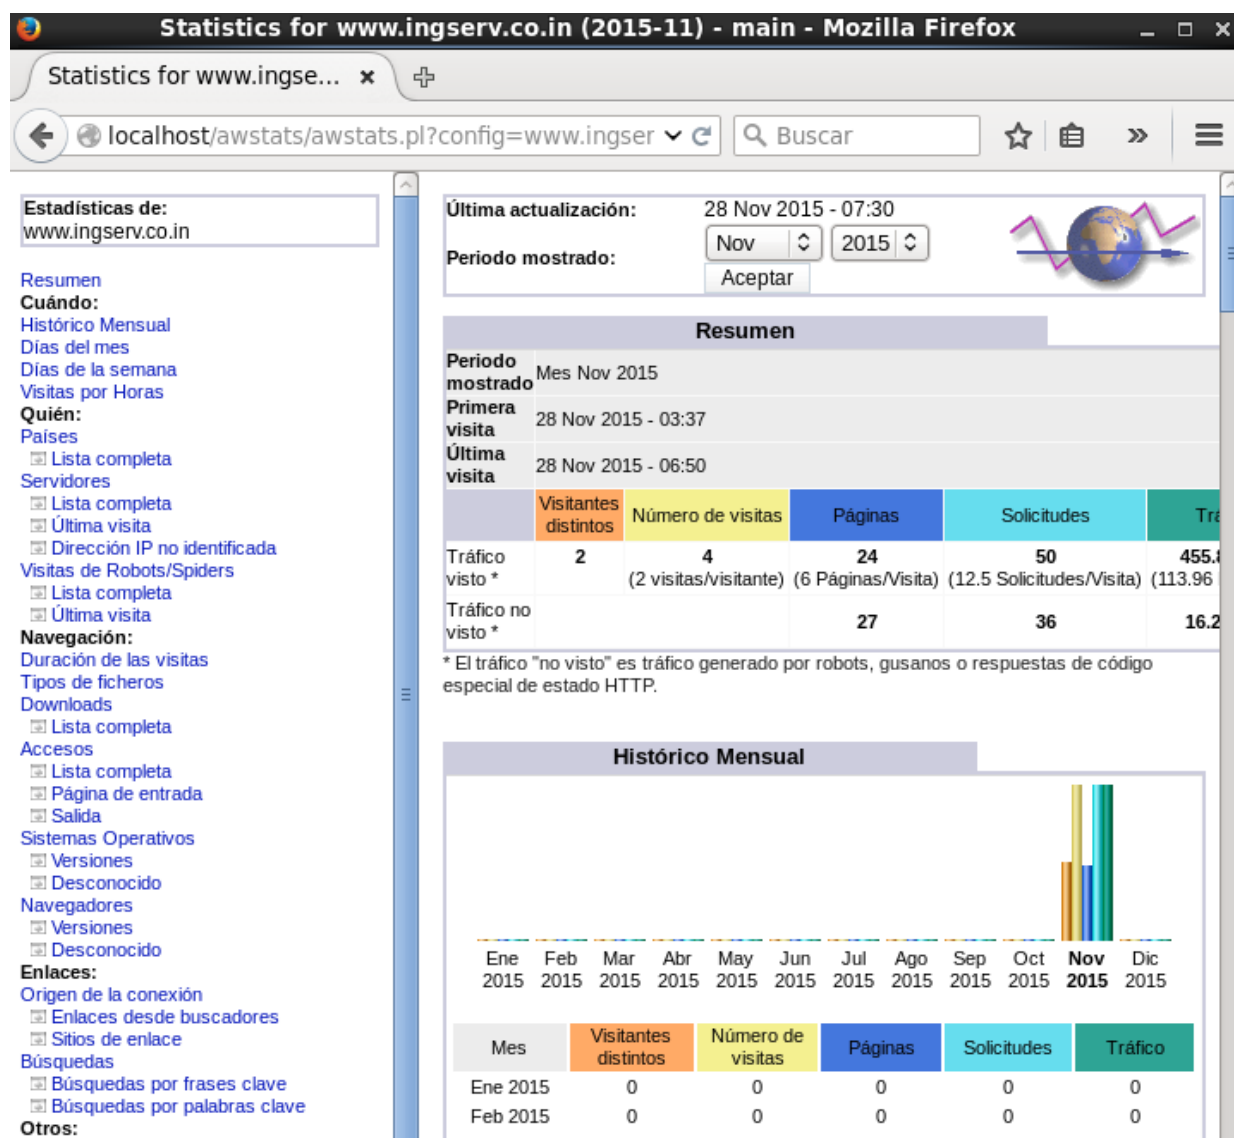 Statistics for www.ingserv.co.in (2015-11) - main - Mozilla Firefox
Statistics for www.ingse...
localhost/awstats/awstats.pl?config=www.ingser
Buscar
Estadísticas de:
www.ingserv.co.in
Resumen
Cuándo:
Histórico Mensual
Días del mes
Días de la semana
Visitas por Horas
Quién:
Países
Lista completa
Servidores
Lista completa
Última visita
Dirección IP no identificada
Visitas de Robots/Spiders
Lista completa
Última visita
Navegación:
Duración de las visitas
Tipos de ficheros
Downloads
Lista completa
Accesos
Lista completa
Página de entrada
Salida
Sistemas Operativos
Versiones
Desconocido
Navegadores
Versiones
Desconocido
Enlaces:
Origen de la conexión
Enlaces desde buscadores
Sitios de enlace
Búsquedas
Búsquedas por frases clave
Búsquedas por palabras clave
Otros:
Última actualización: 28 Nov 2015 - 07:30
Periodo mostrado: Nov 2015
Aceptar
Resumen
Periodo mostrado Mes Nov 2015
Primera visita 28 Nov 2015 - 03:37
Última visita 28 Nov 2015 - 06:50
Visitantes distintos Número de visitas Páginas Solicitudes
Tráfico visto * 2 4 24 50 455.
(2 visitas/visitante) (6 Páginas/Visita) (12.5 Solicitudes/Visita) (113.96
Tráfico no visto * 27 36 16.2
* El tráfico "no visto" es tráfico generado por robots, gusanos o respuestas de código
especial de estado HTTP.
Histórico Mensual
Ene Feb Mar Abr May Jun Jul Ago Sep Oct Nov Dic
2015 2015 2015 2015 2015 2015 2015 2015 2015 2015 2015 2015
Mes Visitantes distintos Número de visitas Páginas Solicitudes Tráfico
Ene 2015 0 0 0 0 0
Feb 2015 0 0 0 0 0